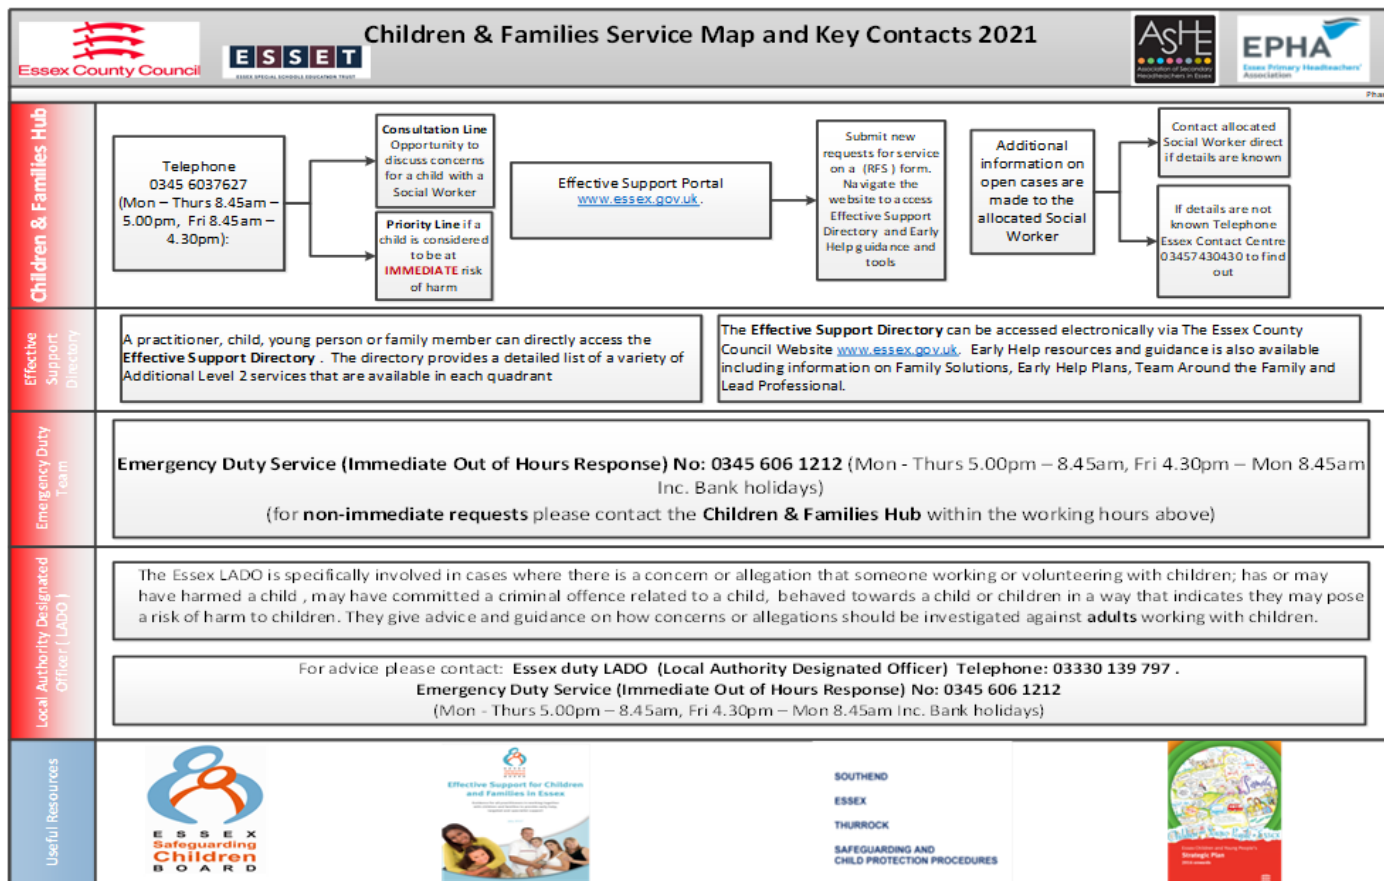 Children & Families Service Map and Key Contacts 2021
Essex County Council
ESSET
ESSEX SPECIAL SCHOOLS EDUCATION TRUST
ASHE
Association of Secondary
Headteachers in Essex
EPHA
Essex Primary Headteachers'
Association
Children & Families Hub
Telephone
0345 6037627
(Mon – Thurs 8.45am –
5.00pm, Fri 8.45am –
4.30pm):
Consultation Line
Opportunity to
discuss concerns
for a child with a
Social Worker
Priority Line if a
child is considered
to be at
IMMEDIATE risk
of harm
Effective Support Portal
www.essex.gov.uk .
Submit new
requests for service
on a (RFS ) form.
Navigate the
website to access
Effective Support
Directory and Early
Help guidance and
tools
Additional
information on
open cases are
made to the
allocated Social
Worker
Contact allocated
Social Worker direct
if details are known
If details are not
known Telephone
Essex Contact Centre
03457430430 to find
out
Effective
Support
Directory
A practitioner, child, young person or family member can directly access the
Effective Support Directory . The directory provides a detailed list of a variety of
Additional Level 2 services that are available in each quadrant
The Effective Support Directory can be accessed electronically via The Essex County
Council Website www.essex.gov.uk. Early Help resources and guidance is also available
including information on Family Solutions, Early Help Plans, Team Around the Family and
Lead Professional.
Emergency Duty
Team
Emergency Duty Service (Immediate Out of Hours Response) No: 0345 606 1212 (Mon - Thurs 5.00pm – 8.45am, Fri 4.30pm – Mon 8.45am
Inc. Bank holidays)
(for non-immediate requests please contact the Children & Families Hub within the working hours above)
Local Authority Designated
Officer ( LADO )
The Essex LADO is specifically involved in cases where there is a concern or allegation that someone working or volunteering with children; has or may
have harmed a child , may have committed a criminal offence related to a child, behaved towards a child or children in a way that indicates they may pose
a risk of harm to children. They give advice and guidance on how concerns or allegations should be investigated against adults working with children.
For advice please contact: Essex duty LADO (Local Authority Designated Officer) Telephone: 03330 139 797 .
Emergency Duty Service (Immediate Out of Hours Response) No: 0345 606 1212
(Mon - Thurs 5.00pm – 8.45am, Fri 4.30pm – Mon 8.45am Inc. Bank holidays)
Useful Resources
ESSEX
Safeguarding
Children
BOARD
Effective Support for Children
and Families in Essex
SOUTHEND
ESSEX
THURROCK
SAFEGUARDING AND
CHILD PROTECTION PROCEDURES
Essex Children and Young People's
Strategic Plan